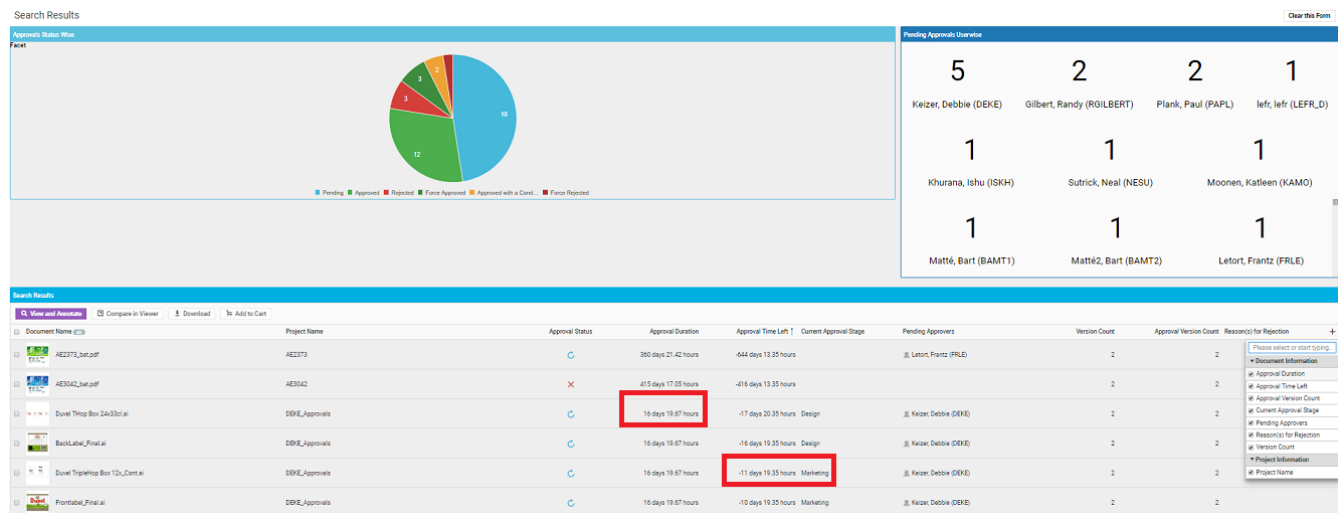 Search Results
Clear this Form
Approvals Status Wise
Facet
19
12
3
3
2
Pending Approved Rejected Force Approved Approved with a Cond... Force Rejected
Pending Approvals Userwise
5 2 2 1
Keizer, Debbie (DEKE) Gilbert, Randy (RGILBERT) Plank, Paul (PAPL) lefr, lefr (LEFR_D)
1 1 1
Khurana, Ishu (ISKH) Sutrick, Neal (NESU) Moonen, Katleen (KAMO)
1 1 1
Matté, Bart (BAMT1) Matté2, Bart (BAMT2) Letort, Frantz (FRLE)
Search Results
View and Annotate Compare in Viewer Download Add to Cart
Document Name Project Name Approval Status Approval Duration Approval Time Left ↑ Current Approval Stage Pending Approvers Version Count Approval Version Count Reason(s) for Rejection +
AE2373_bat.pdf AE2373 360 days 21.42 hours -644 days 13.35 hours Letort, Frantz (FRLE) 2 2
AE3042_bat.pdf AE3042 415 days 17.05 hours -416 days 13.35 hours 2 2
Duvel THop Box 24x33cl.ai DEKE_Approvals 16 days 19.67 hours -17 days 20.35 hours Design Keizer, Debbie (DEKE) 2 2
BackLabel_Final.ai DEKE_Approvals 16 days 19.67 hours -16 days 19.35 hours Design Keizer, Debbie (DEKE) 2 2
Duvel TripleHop Box 12x_Cont.ai DEKE_Approvals 16 days 19.67 hours -11 days 19.35 hours Marketing Keizer, Debbie (DEKE) 2 2
Frontlabel_Final.ai DEKE_Approvals 16 days 19.67 hours -10 days 19.35 hours Marketing Keizer, Debbie (DEKE) 2 2
Please select or start typing..
Document Information
Approval Duration
Approval Time Left
Approval Version Count
Current Approval Stage
Pending Approvers
Reason(s) for Rejection
Version Count
Project Information
Project Name